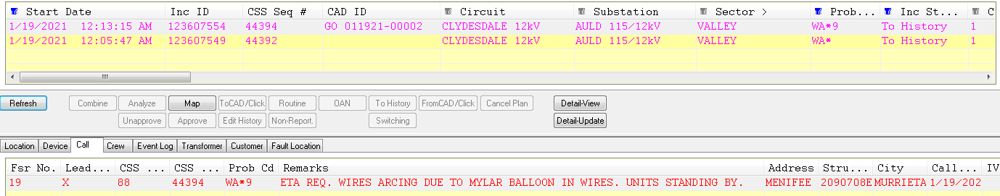 Start Date Inc ID CSS Seq # CAD ID Circuit Substation Sector > Prob... Inc St... C
1/19/2021 12:13:15 AM 123607554 44394 GO 011921-00002 CLYDESDALE 12kV AULD 115/12kV VALLEY WA*9 To History 1
1/19/2021 12:05:47 AM 123607549 44392 CLYDESDALE 12kV AULD 115/12kV VALLEY WA* To History 1
Refresh Combine Analyze Map ToCAD/Click Routine OAN To History FromCAD/Click Cancel Plan Detail-View
Unapprove Approve Edit History Non-Report. Switching Detail-Update
Location Device Call Crew Event Log Transformer Customer Fault Location
Fsr No. Lead... CSS ... CSS ... Prob Cd Remarks Address Stru... City Call... IV
19 X 88 44394 WA*9 ETA REQ. WIRES ARCING DUE TO MYLAR BALLOON IN WIRES. UNITS STANDING BY. MENIFEE 2090708E MURRIETA 1/19/202